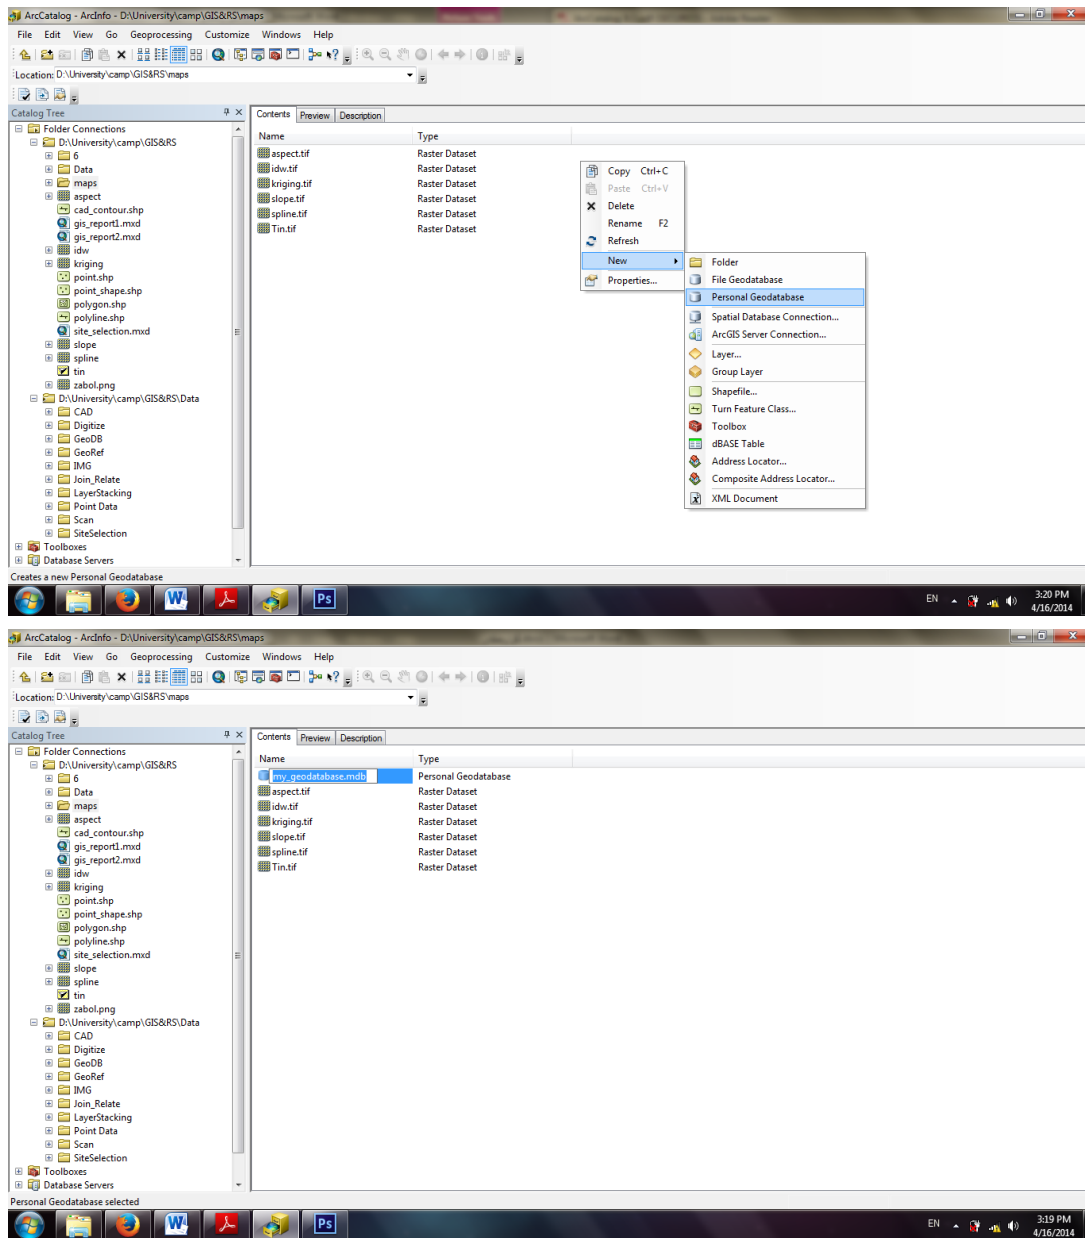 ArcCatalog - ArcInfo - D:\University\camp\GIS&RS\maps
File Edit View Go Geoprocessing Customize Windows Help
Location: D:\University\camp\GIS&RS\maps
Catalog Tree
Folder Connections
D:\University\camp\GIS&RS
6
Data
maps
aspect
cad_contour.shp
gis_report1.mxd
gis_report2.mxd
idw
kriging
point.shp
point_shape.shp
polygon.shp
polyline.shp
site_selection.mxd
slope
spline
tin
zabol.png
D:\University\camp\GIS&RS\Data
CAD
Digitize
GeoDB
GeoRef
IMG
Join_Relate
LayerStacking
Point Data
Scan
SiteSelection
Toolboxes
Database Servers
Contents Preview Description
Name Type
aspect.tif Raster Dataset
idw.tif Raster Dataset
kriging.tif Raster Dataset
slope.tif Raster Dataset
spline.tif Raster Dataset
Tin.tif Raster Dataset
Copy Ctrl+C
Paste Ctrl+V
Delete
Rename F2
Refresh
New
Properties...
Folder
File Geodatabase
Personal Geodatabase
Spatial Database Connection...
ArcGIS Server Connection...
Layer...
Group Layer
Shapefile...
Turn Feature Class...
Toolbox
dBASE Table
Address Locator...
Composite Address Locator...
XML Document
Creates a new Personal Geodatabase
W Ps
EN 3:20 PM
4/16/2014
ArcCatalog - ArcInfo - D:\University\camp\GIS&RS\maps
File Edit View Go Geoprocessing Customize Windows Help
Location: D:\University\camp\GIS&RS\maps
Catalog Tree
Folder Connections
D:\University\camp\GIS&RS
6
Data
maps
aspect
cad_contour.shp
gis_report1.mxd
gis_report2.mxd
idw
kriging
point.shp
point_shape.shp
polygon.shp
polyline.shp
site_selection.mxd
slope
spline
tin
zabol.png
D:\University\camp\GIS&RS\Data
CAD
Digitize
GeoDB
GeoRef
IMG
Join_Relate
LayerStacking
Point Data
Scan
SiteSelection
Toolboxes
Database Servers
Contents Preview Description
Name Type
my_geodatabase.mdb Personal Geodatabase
aspect.tif Raster Dataset
idw.tif Raster Dataset
kriging.tif Raster Dataset
slope.tif Raster Dataset
spline.tif Raster Dataset
Tin.tif Raster Dataset
Personal Geodatabase selected
W Ps
EN 3:19 PM
4/16/2014